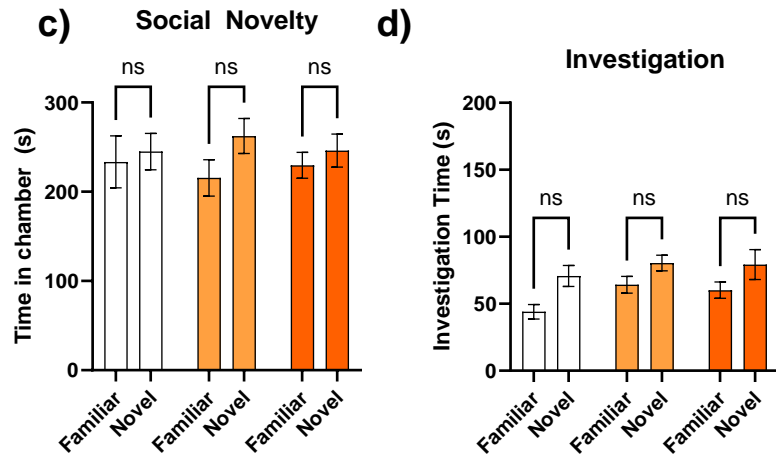 c)
Social Novelty
ns ns ns
Time in chamber (s)
300
200
100
0
Familiar
Novel
Familiar
Novel
Familiar
Novel
d)
Investigation
ns ns ns
Investigation Time (s)
200
150
100
50
0
Familiar
Novel
Familiar
Novel
Familiar
Novel